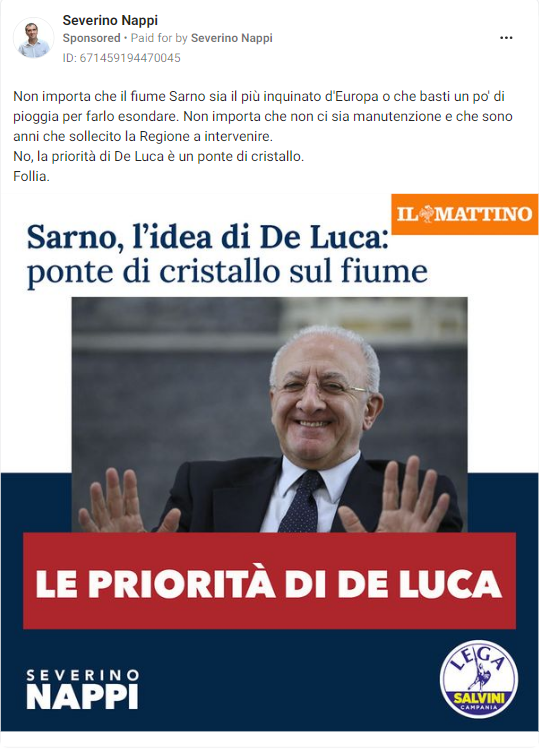 Severino Nappi
Sponsored • Paid for by Severino Nappi
ID: 671459194470045
Non importa che il fiume Sarno sia il più inquinato d'Europa o che basti un po' di
pioggia per farlo esondare. Non importa che non ci sia manutenzione e che sono
anni che sollecito la Regione a intervenire.
No, la priorità di De Luca è un ponte di cristallo.
Follia.
IL MATTINO
Sarno, l'idea di De Luca:
ponte di cristallo sul fiume
LE PRIORITÀ DI DE LUCA
SEVERINO
NAPPI
LEGA
SALVINI
CAMPANIA